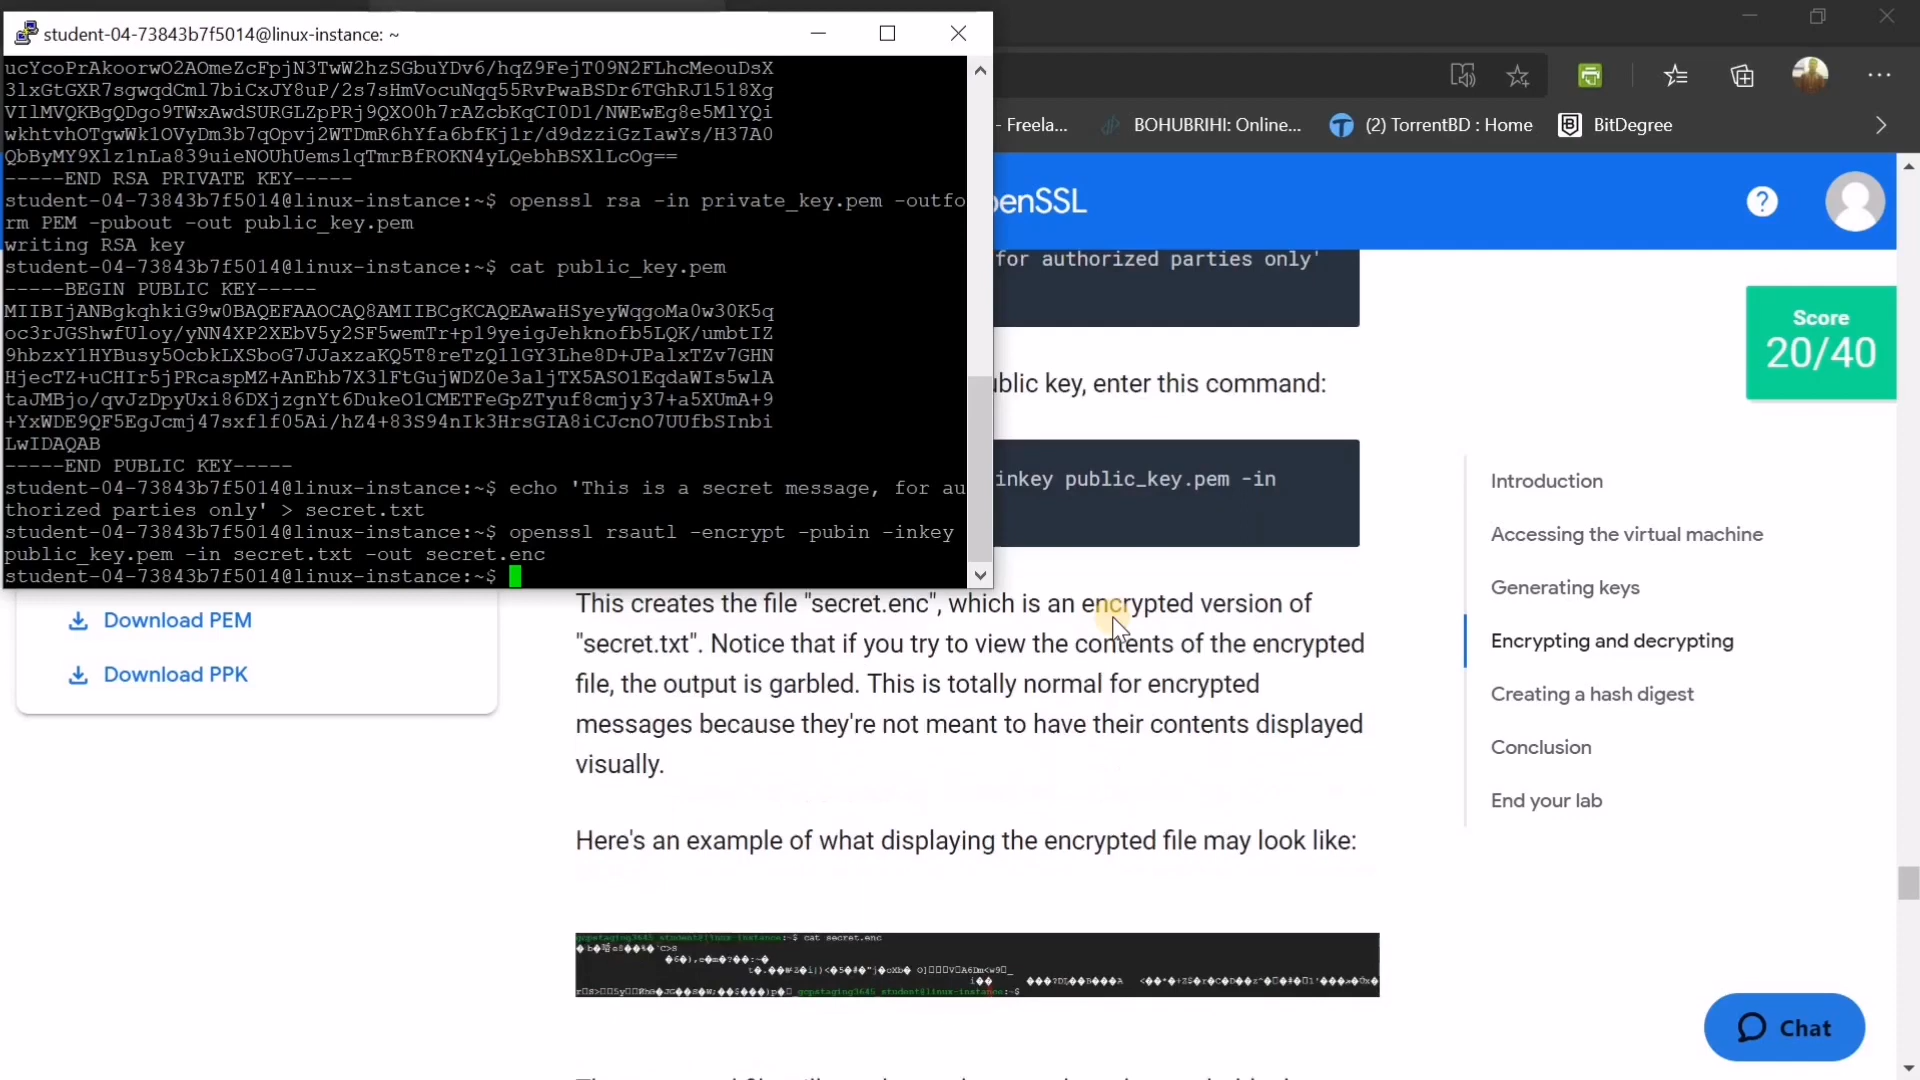 student-04-73843b7f5014@linux-instance: ~
ucYcoPrAkoorwO2AOmeZcFpjN3TwW2hzSGbuYDv6/hqZ9FejT09N2FLhcMeouDsX
3lxGtGXR7sgwqdCml7biCxJY8uP/2s7sHmVocuNqq55RvPwaBSDr6TGhRJ1518Xg
VIlMVQKBgQDgo9TWxAwdSURGLZpPRj9QXO0h7rAZcbKqCI0D1/NWEwEg8e5MlYQi
wkhtvhOTgwWk1OVyDm3b7qOpvj2WTDmR6hYfa6bfKj1r/d9dzziGzIawYs/H37A0
QbByMY9Xlz1nLa839uieNOUhUemslqTmrBfROKN4yLQebhBSXlLcOg==
-----END RSA PRIVATE KEY-----
student-04-73843b7f5014@linux-instance:~$ openssl rsa -in private_key.pem -outfo
rm PEM -pubout -out public_key.pem
writing RSA key
student-04-73843b7f5014@linux-instance:~$ cat public_key.pem
-----BEGIN PUBLIC KEY-----
MIIBIjANBgkqhkiG9w0BAQEFAAOCAQ8AMIIBCgKCAQEAwaHSyeyWqgoMa0w30K5q
oc3rJGShwfUloy/yNN4XP2XEbV5y2SF5wemTr+p19yeigJehknofb5LQK/umbtIZ
9hbzxY1HYBusy5OcbkLXSboG7JJaxzaKQ5T8reTzQ1lGY3Lhe8D+JPalxTZv7GHN
HjecTZ+uCHIr5jPRcaspMZ+AnEhb7X3lFtGujWDZ0e3aljTX5ASO1EqdaWIs5wlA
taJMBjo/qvJzDpyUxi86DXjzgnYt6DukeO1CMETFeGpZTyuf8cmjy37+a5XUmA+9
+YxWDE9QF5EgJcmj47sxflf05Ai/hZ4+83S94nIk3HrsGIA8iCJcnO7UUfbSInbi
LwIDAQAB
-----END PUBLIC KEY-----
student-04-73843b7f5014@linux-instance:~$ echo 'This is a secret message, for au
thorized parties only' > secret.txt
student-04-73843b7f5014@linux-instance:~$ openssl rsautl -encrypt -pubin -inkey
public_key.pem -in secret.txt -out secret.enc
student-04-73843b7f5014@linux-instance:~$
- Freela...
BOHUBRIHI: Online...
(2) TorrentBD : Home
BitDegree
penSSL
for authorized parties only'
Score
20/40
ublic key, enter this command:
inkey public_key.pem -in
Download PEM
Download PPK
This creates the file "secret.enc", which is an encrypted version of
"secret.txt". Notice that if you try to view the contents of the encrypted
file, the output is garbled. This is totally normal for encrypted
messages because they're not meant to have their contents displayed
visually.
Here's an example of what displaying the encrypted file may look like:
cat secret.enc
Introduction
Accessing the virtual machine
Generating keys
Encrypting and decrypting
Creating a hash digest
Conclusion
End your lab
Chat